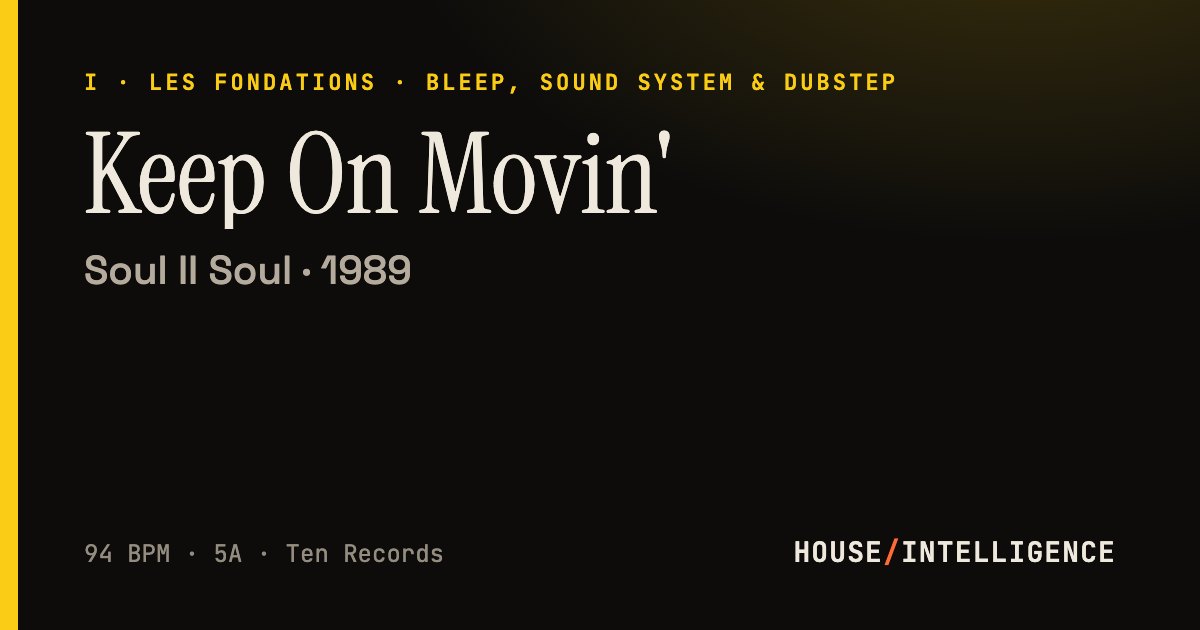 I · LES FONDATIONS · BLEEP, SOUND SYSTEM & DUBSTEP
Keep On Movin'
Soul II Soul · 1989
94 BPM · 5A · Ten Records
HOUSE/INTELLIGENCE